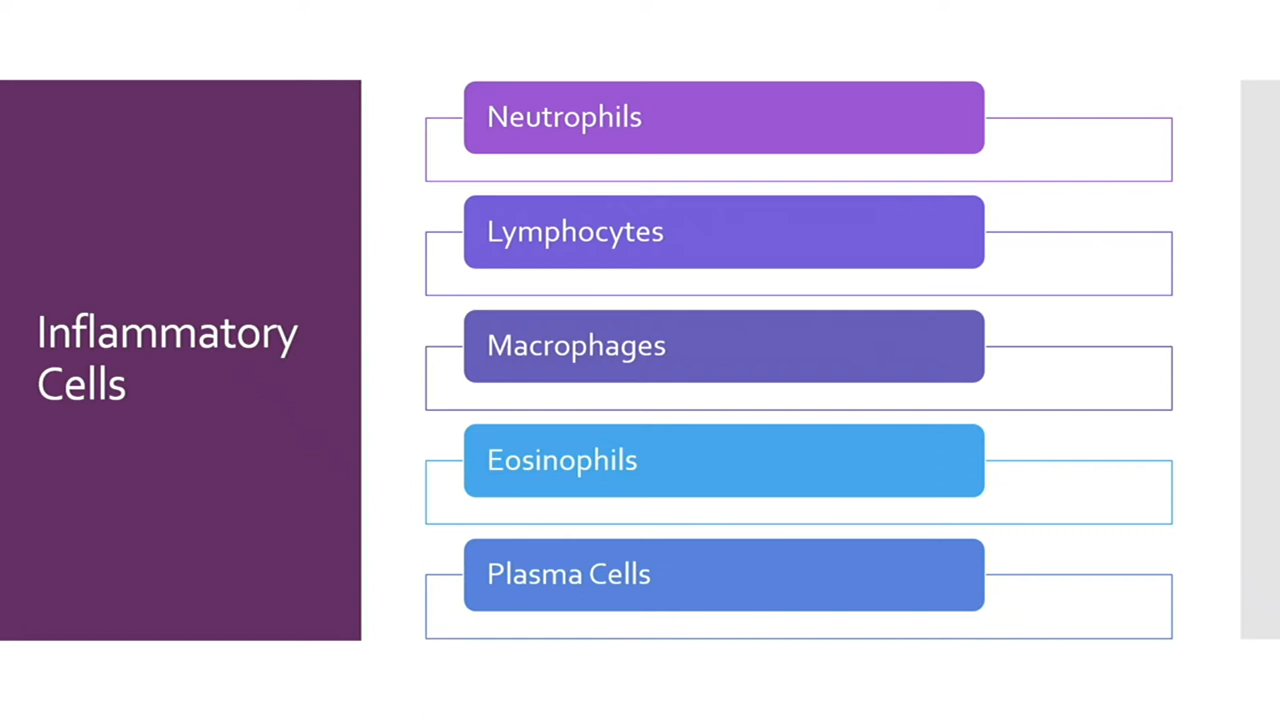 Inflammatory
Cells
Neutrophils
Lymphocytes
Macrophages
Eosinophils
Plasma Cells